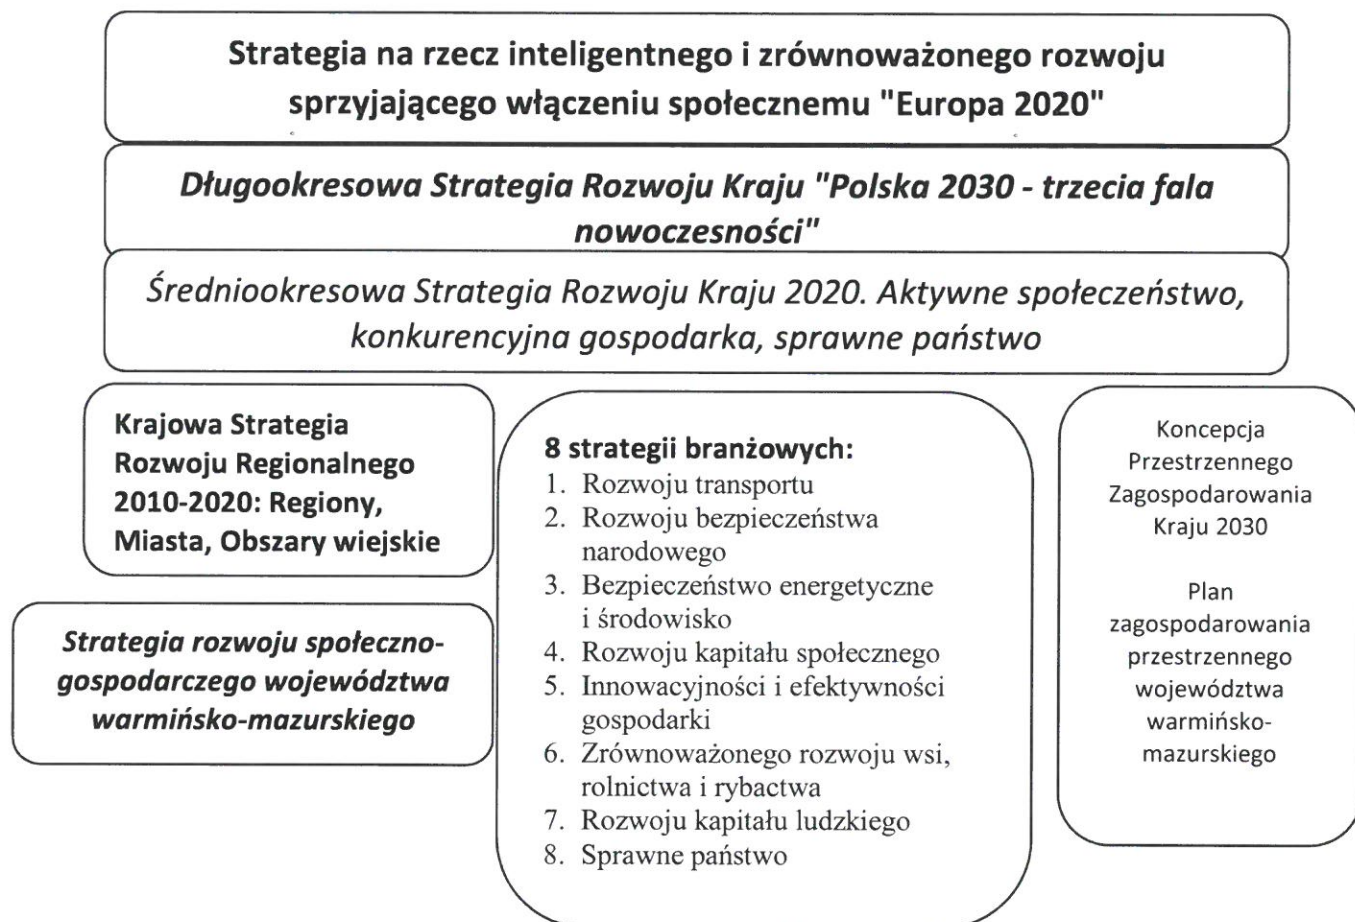 Strategia na rzecz inteligentnego i zrównoważonego rozwoju
sprzyjającego włączeniu społecznemu "Europa 2020"
Długookresowa Strategia Rozwoju Kraju "Polska 2030 - trzecia fala
nowoczesności"
Średniookresowa Strategia Rozwoju Kraju 2020. Aktywne społeczeństwo,
konkurencyjna gospodarka, sprawne państwo
Krajowa Strategia
Rozwoju Regionalnego
2010-2020: Regiony,
Miasta, Obszary wiejskie
Strategia rozwoju społeczno-
gospodarczego województwa
warmińsko-mazurskiego
8 strategii branżowych:
1. Rozwoju transportu
2. Rozwoju bezpieczeństwa
narodowego
3. Bezpieczeństwo energetyczne
i środowisko
4. Rozwoju kapitału społecznego
5. Innowacyjności i efektywności
gospodarki
6. Zrównoważonego rozwoju wsi,
rolnictwa i rybactwa
7. Rozwoju kapitału ludzkiego
8. Sprawne państwo
Koncepcja
Przestrzennego
Zagospodarowania
Kraju 2030
Plan
zagospodarowania
przestrzennego
województwa
warmińsko-
mazurskiego